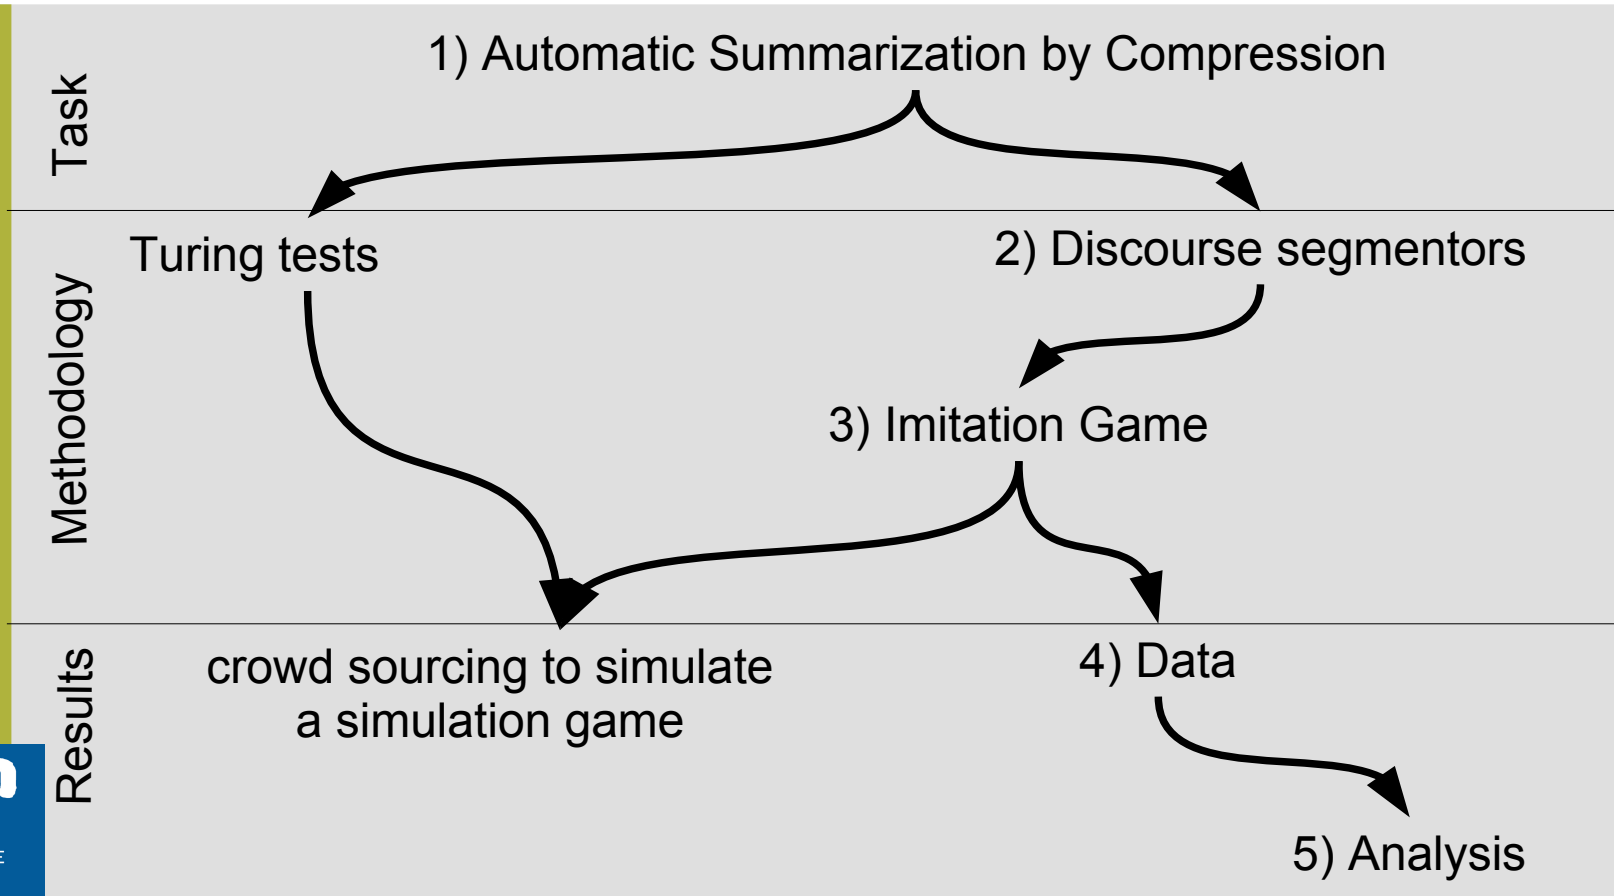 Task
1) Automatic Summarization by Compression
Methodology
Turing tests
2) Discourse segmentors
3) Imitation Game
Results
crowd sourcing to simulate
a simulation game
4) Data
5) Analysis